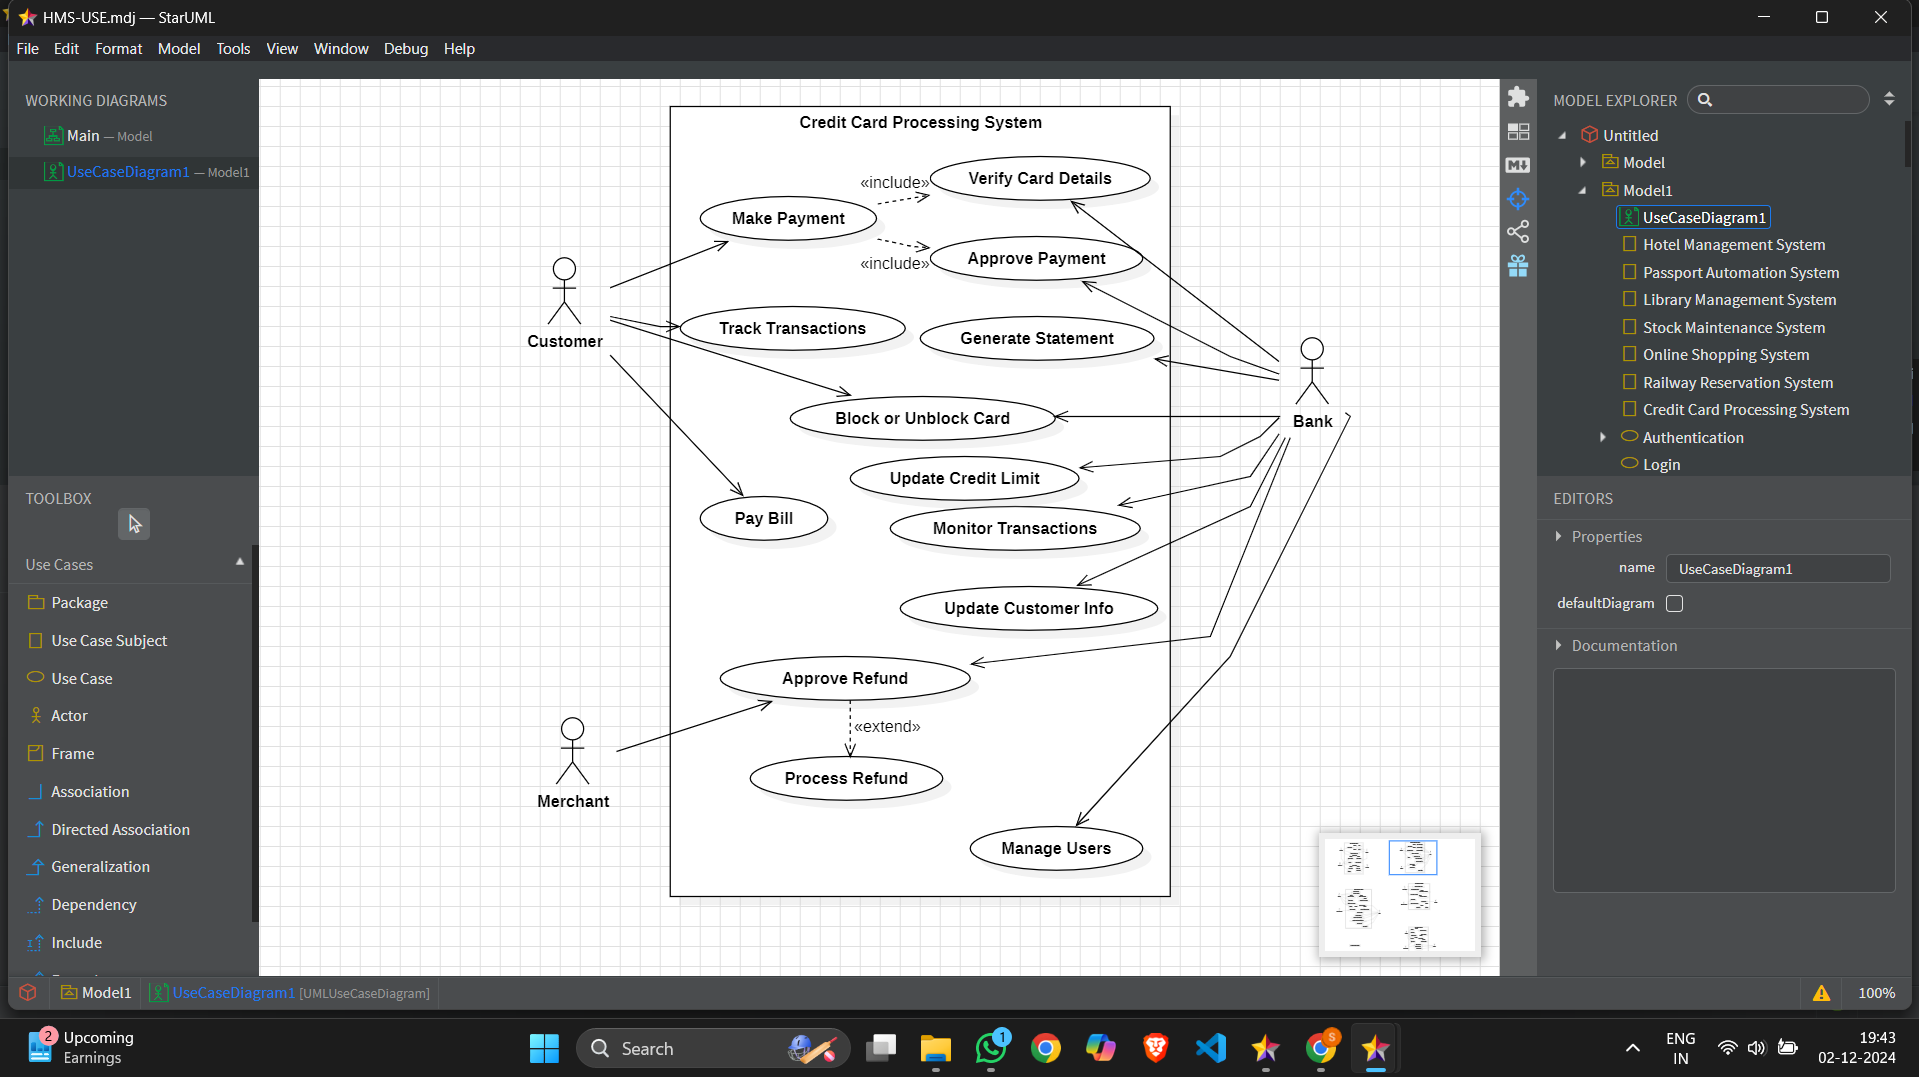 HMS-USE.mdj — StarUML
File Edit Format Model Tools View Window Debug Help
WORKING DIAGRAMS
Main — Model
UseCaseDiagram1 — Model1
TOOLBOX
Use Cases
Package
Use Case Subject
Use Case
Actor
Frame
Association
Directed Association
Generalization
Dependency
Include
Credit Card Processing System
«include»
Verify Card Details
Make Payment
Approve Payment
«include»
Customer
Track Transactions
Generate Statement
Block or Unblock Card
Bank
Update Credit Limit
Pay Bill
Monitor Transactions
Update Customer Info
Approve Refund
«extend»
Process Refund
Merchant
Manage Users
MODEL EXPLORER
Untitled
Model
Model1
UseCaseDiagram1
Hotel Management System
Passport Automation System
Library Management System
Stock Maintenance System
Online Shopping System
Railway Reservation System
Credit Card Processing System
Authentication
Login
EDITORS
Properties
name UseCaseDiagram1
defaultDiagram
Documentation
Model1 UseCaseDiagram1 [UMLUseCaseDiagram]
100%
2
Upcoming
Earnings
Search
1
S
ENG
IN
19:43
02-12-2024